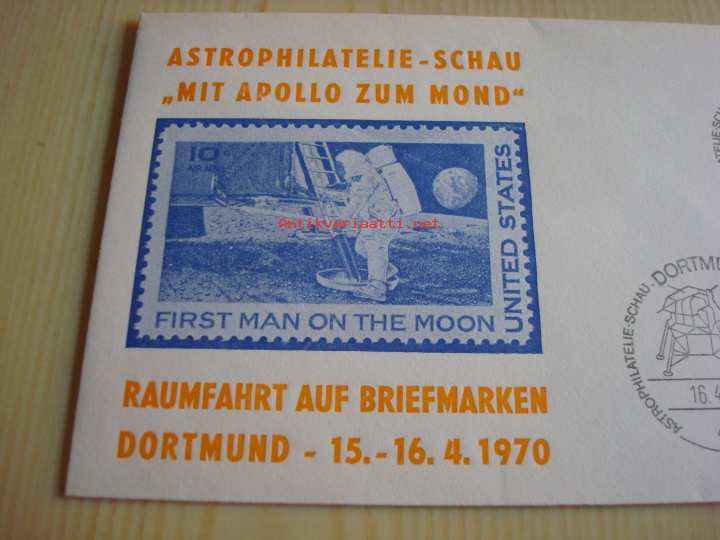 ASTROPHILATELIE-SCHAU
„MIT APOLLO ZUM MOND“
10¢
UNITED STATES
FIRST MAN ON THE MOON
Antikvariaatti.net
RAUMFAHRT AUF BRIEFMARKEN
DORTMUND - 15.-16. 4. 1970
ASTROPHILATELIE-SCHAU · DORTMU
16.4